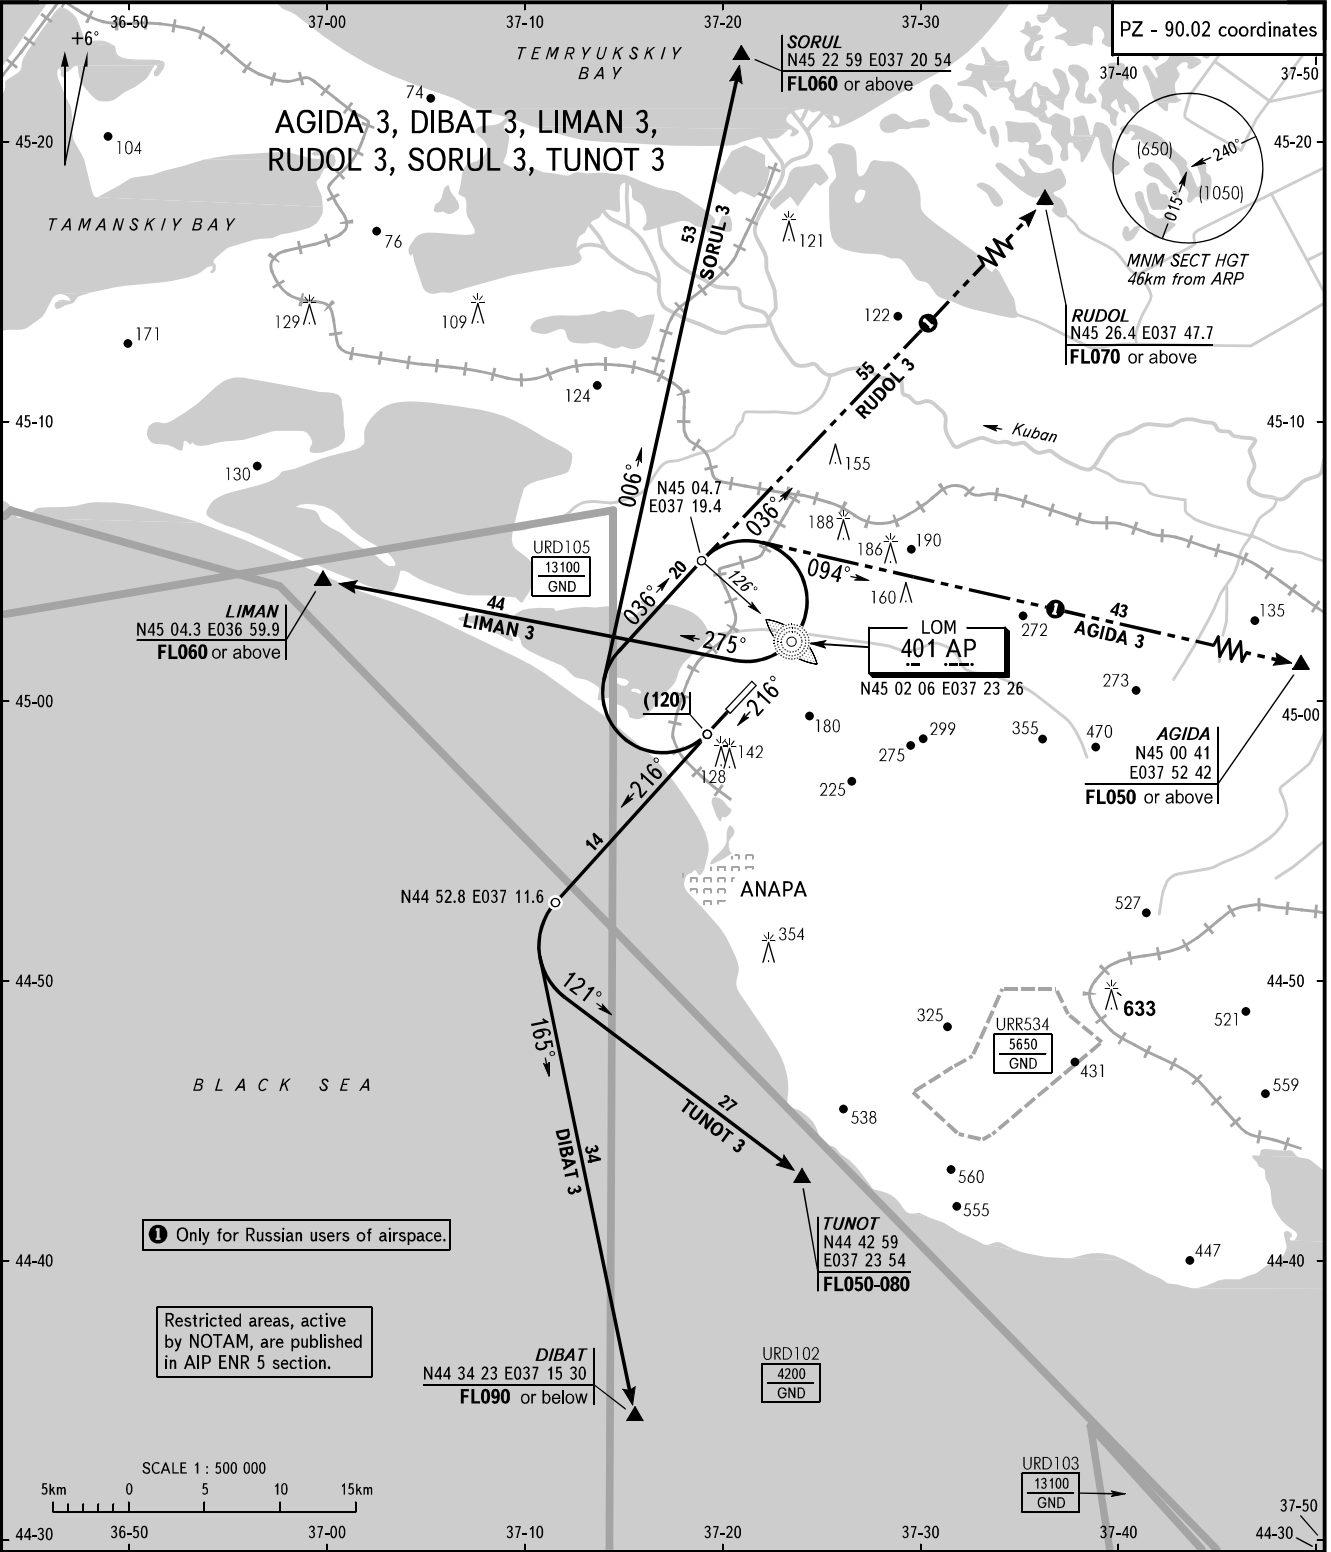 PZ - 90.02 coordinates
36-50
37-00
37-10
37-20
37-30
37-40
37-50
+6°
TEMRYUKSKIY
BAY
SORUL
N45 22 59 E037 20 54
FL060 or above
74
AGIDA 3, DIBAT 3, LIMAN 3,
RUDOL 3, SORUL 3, TUNOT 3
45-20
104
45-20
(650)
240°
015°
(1050)
MNM SECT HGT
46km from ARP
TAMANSKIY BAY
76
53
SORUL 3
121
129
109
122
1
RUDOL
N45 26.4 E037 47.7
FL070 or above
171
55
RUDOL 3
124
45-10
45-10
Kuban
130
006°
155
N45 04.7
E037 19.4
036°
188
186
190
URD105
13100
GND
20
036°
126°
094°
160
1
43
AGIDA 3
272
135
44
LIMAN 3
LIMAN
N45 04.3 E036 59.9
FL060 or above
275°
LOM
401 AP
N45 02 06 E037 23 26
273
45-00
(120)
216°
180
299
275
355
470
45-00
AGIDA
N45 00 41
E037 52 42
FL050 or above
142
128
225
216°
14
N44 52.8 E037 11.6
ANAPA
527
354
44-50
44-50
121°
165°
325
URR534
5650
GND
633
521
431
559
BLACK SEA
27
TUNOT 3
538
34
DIBAT 3
560
555
1 Only for Russian users of airspace.
TUNOT
N44 42 59
E037 23 54
FL050-080
447
44-40
44-40
Restricted areas, active
by NOTAM, are published
in AIP ENR 5 section.
DIBAT
N44 34 23 E037 15 30
FL090 or below
URD102
4200
GND
SCALE 1 : 500 000
5km
0
5
10
15km
URD103
13100
GND
37-50
44-30
36-50
37-00
37-10
37-20
37-30
37-40
44-30